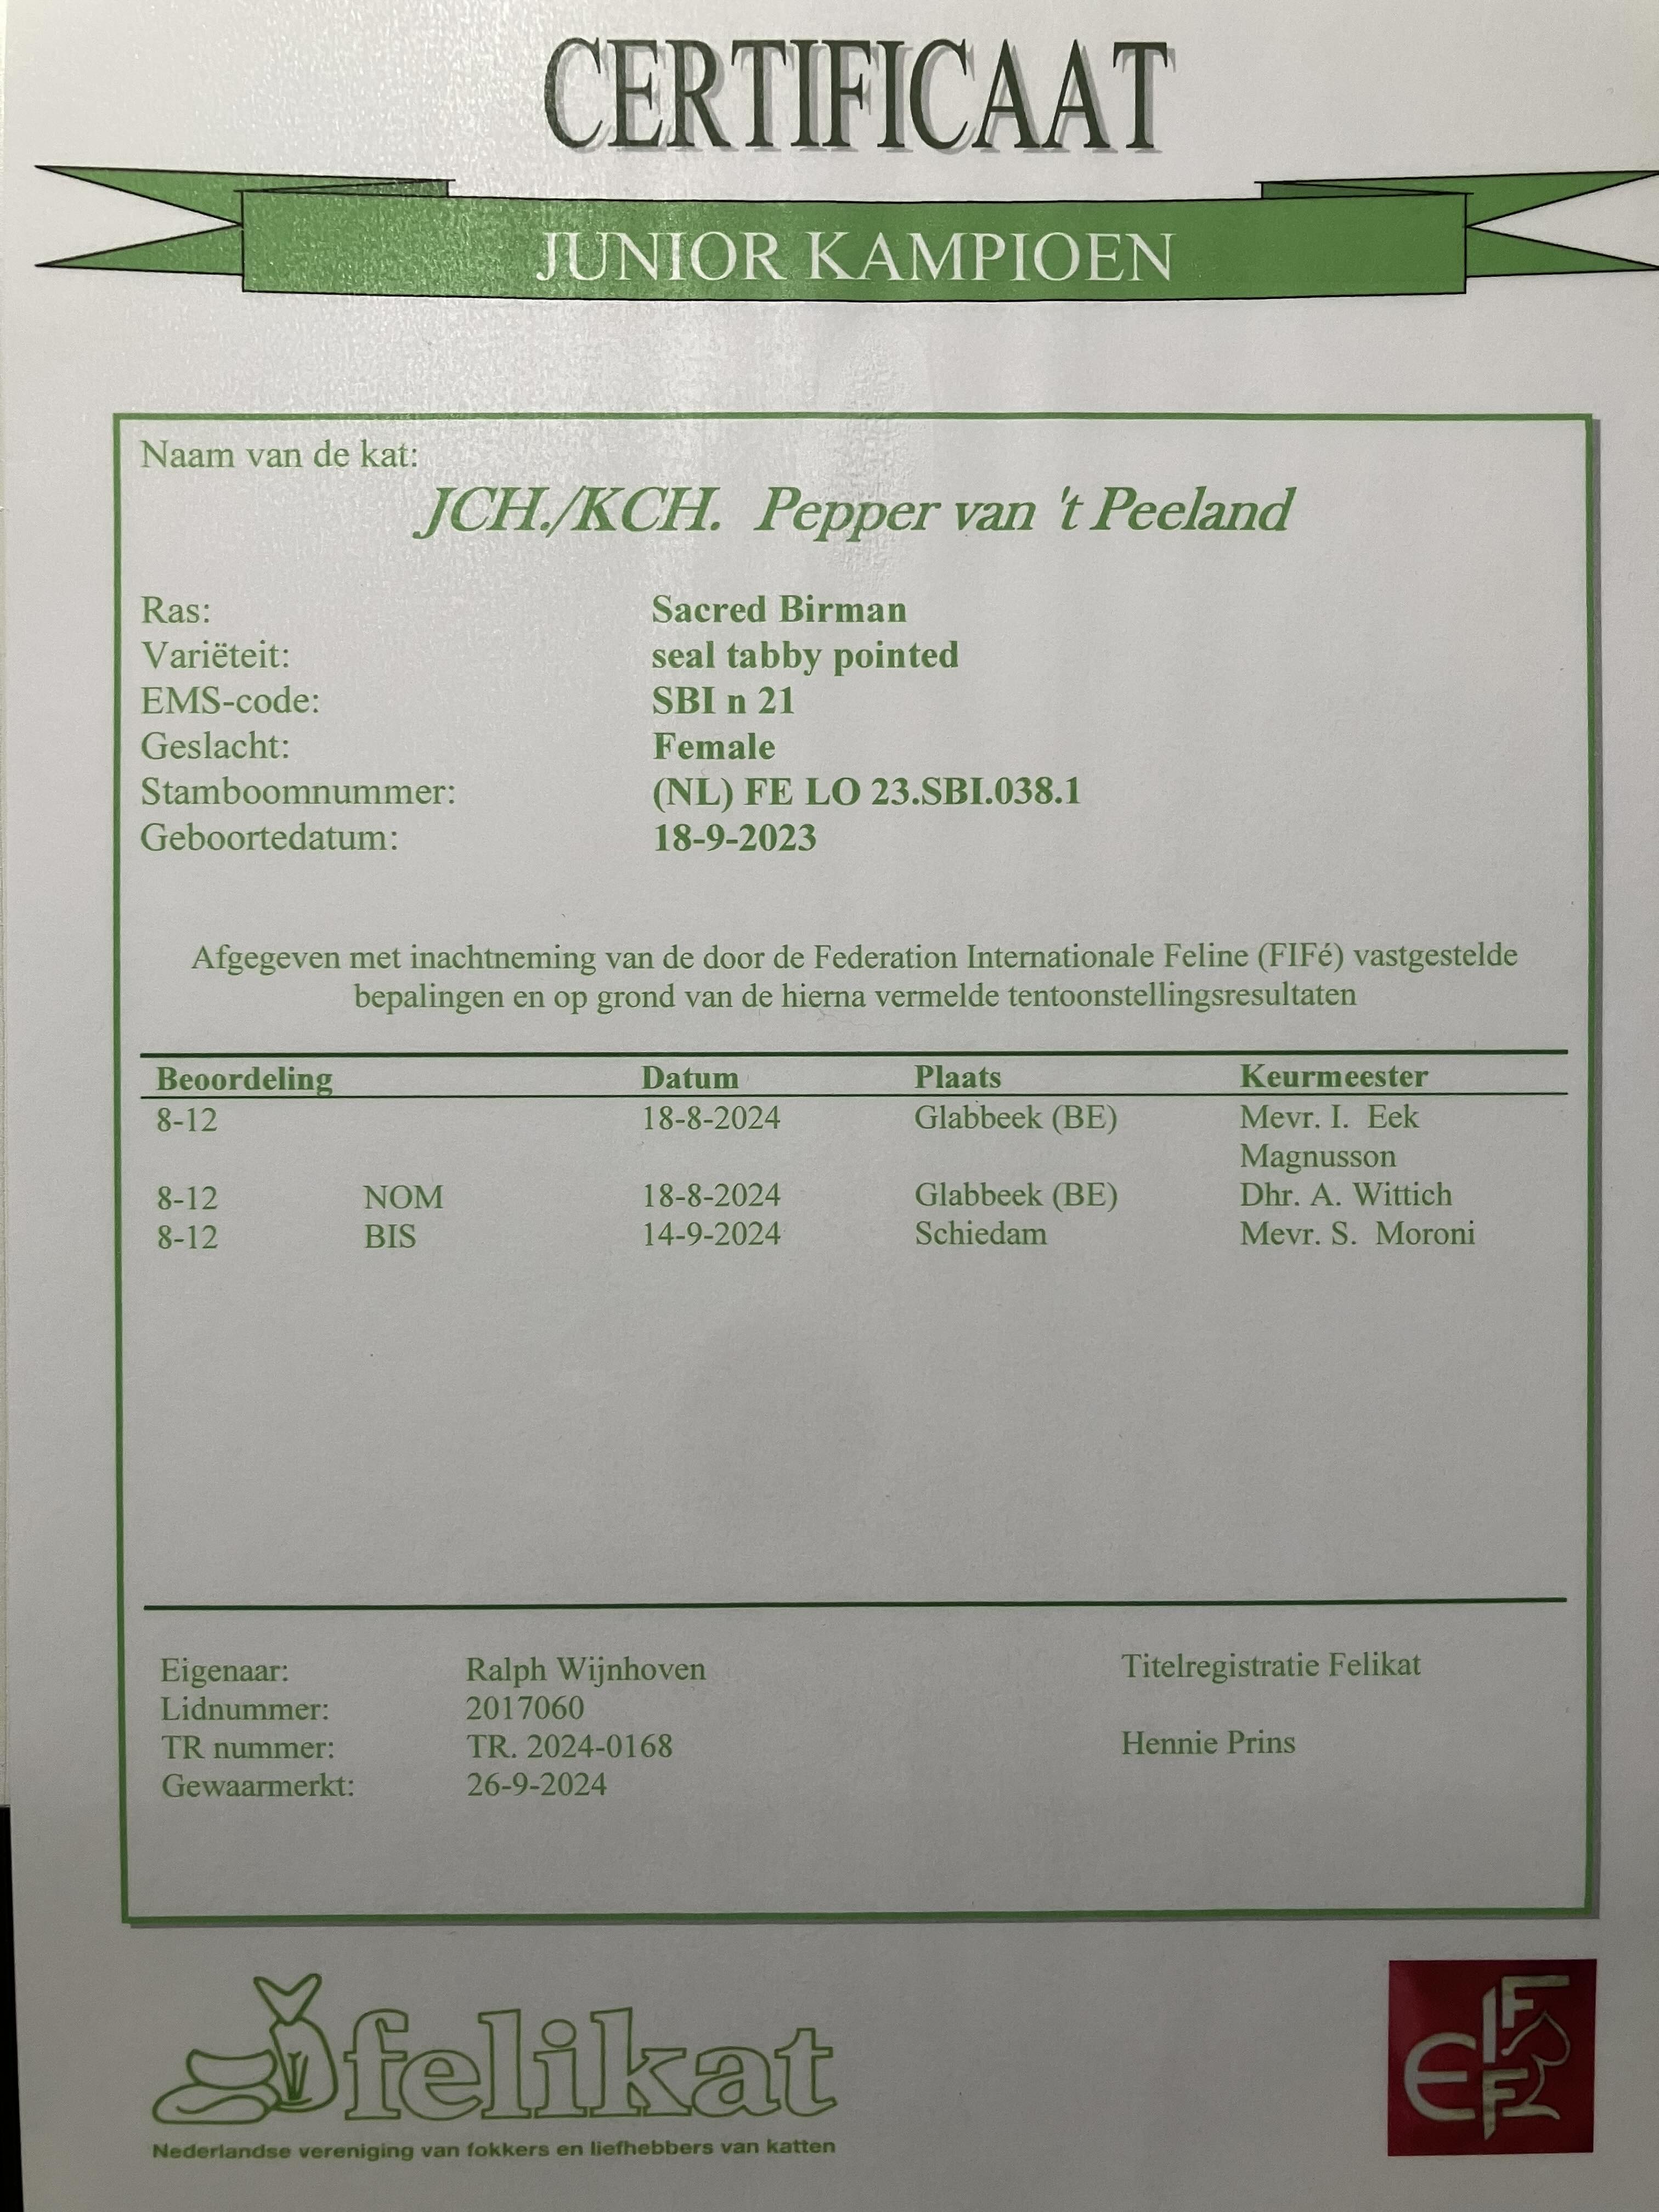 CERTIFICAAT
JUNIOR KAMPIOEN
Naam van de kat:
JCH./KCH. Pepper van 't Peeland
Ras: Sacred Birman
Variëteit: seal tabby pointed
EMS-code: SBI n 21
Geslacht: Female
Stamboomnummer: (NL) FE LO 23.SBI.038.1
Geboortedatum: 18-9-2023
Afgegeven met inachtneming van de door de Federation Internationale Feline (FIFé) vastgestelde
bepalingen en op grond van de hierna vermelde tentoonstellingsresultaten
Beoordeling Datum Plaats Keurmeester
8-12 18-8-2024 Glabbeek (BE) Mevr. I. Eek
Magnusson
8-12 NOM 18-8-2024 Glabbeek (BE) Dhr. A. Wittich
8-12 BIS 14-9-2024 Schiedam Mevr. S. Moroni
Eigenaar: Ralph Wijnhoven Titelregistratie Felikat
Lidnummer: 2017060
TR nummer: TR. 2024-0168 Hennie Prins
Gewaarmerkt: 26-9-2024
felikat
Nederlandse vereniging van fokkers en liefhebbers van katten
FIFE